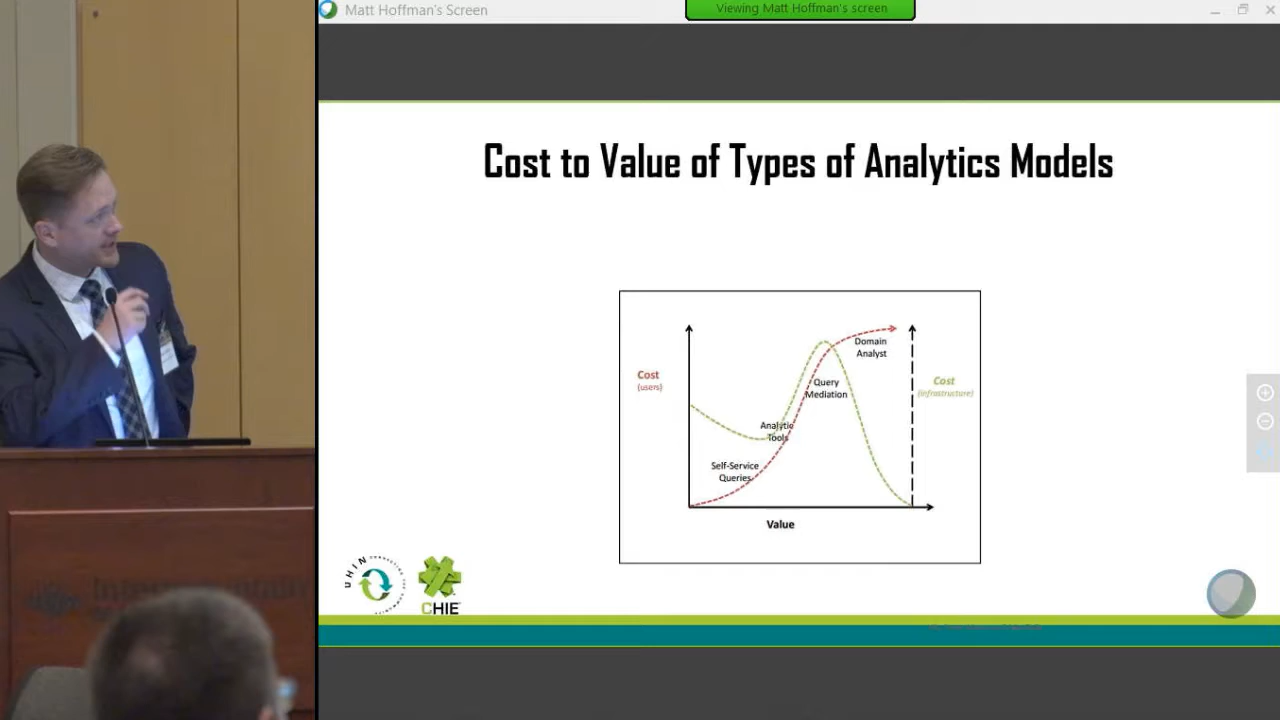 Matt Hoffman's Screen
Viewing Matt Hoffman's screen
Cost to Value of Types of Analytics Models
Cost
(users)
Domain
Analyst
Query
Mediation
Cost
(infrastructure)
Analytic
Tools
Self-Service
Queries
Value
UHIN
CHIE